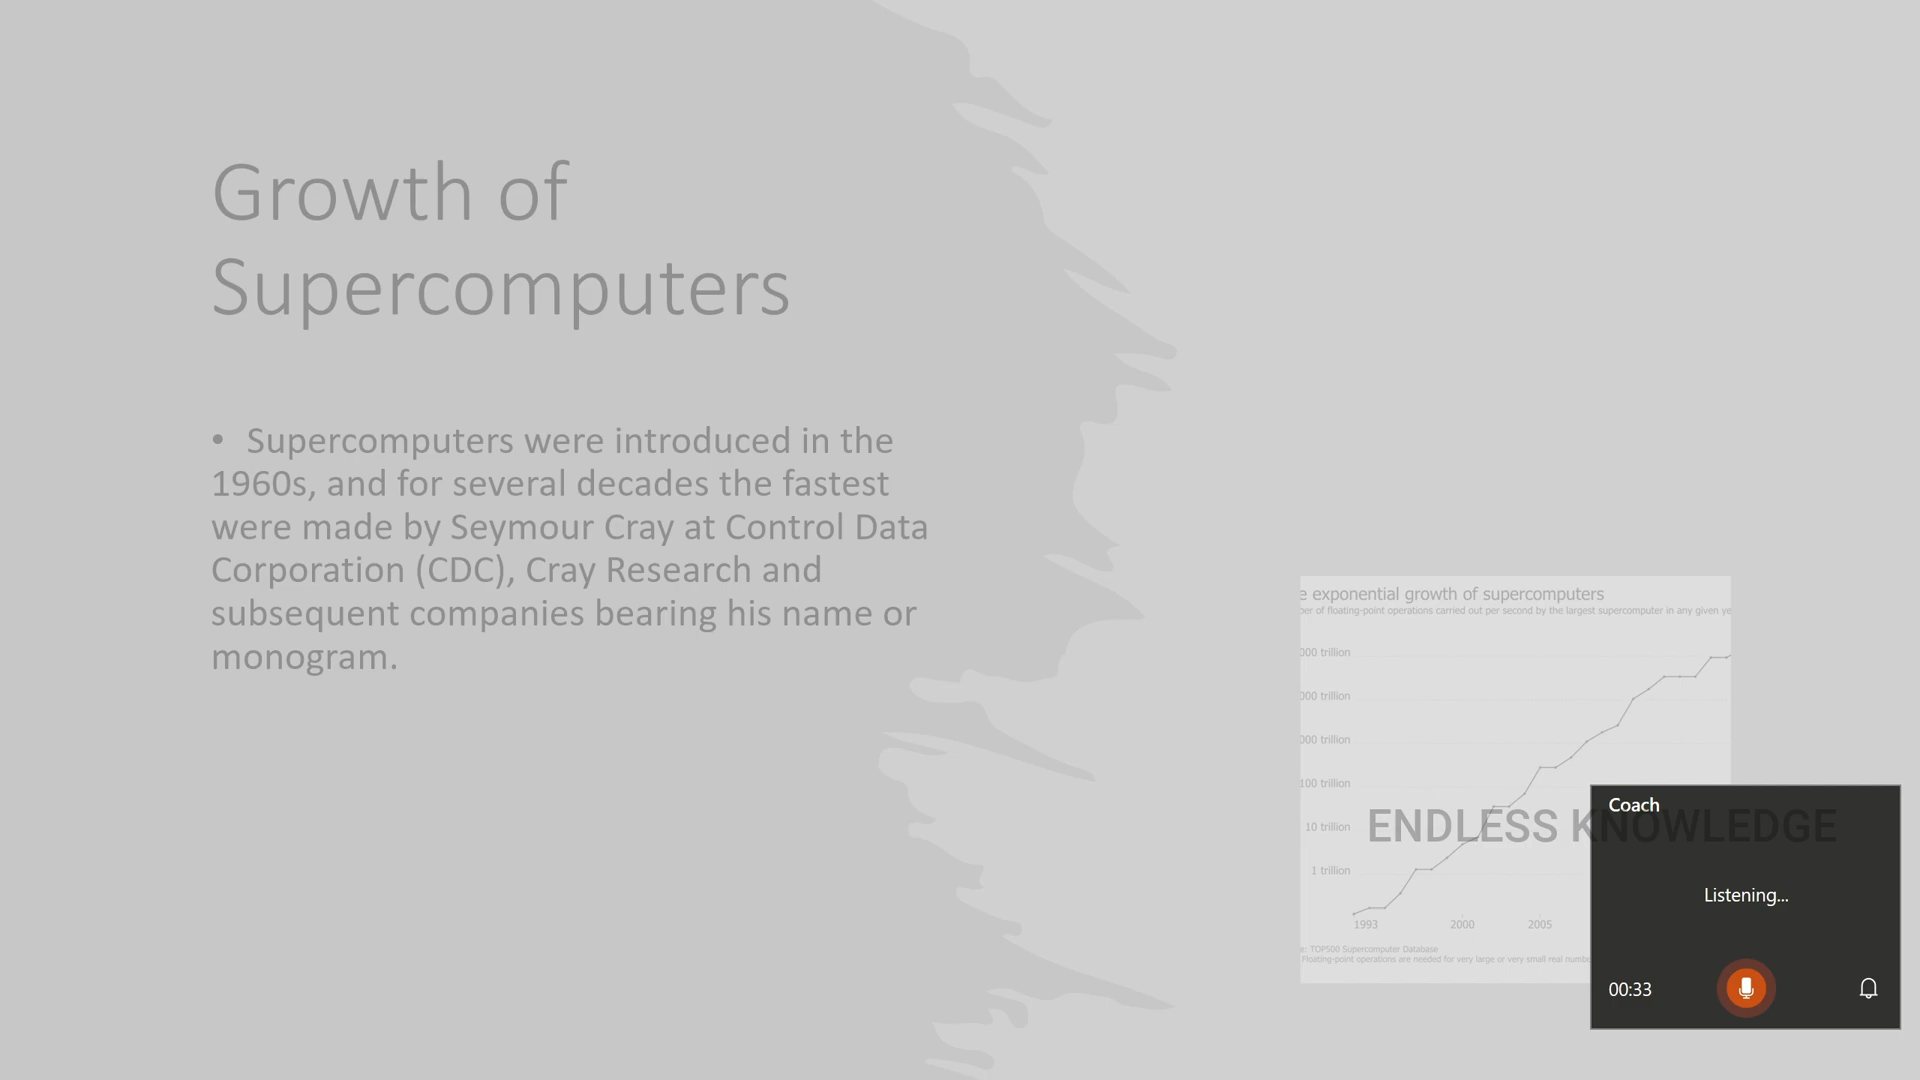 Growth of
Supercomputers
• Supercomputers were introduced in the
1960s, and for several decades the fastest
were made by Seymour Cray at Control Data
Corporation (CDC), Cray Research and
subsequent companies bearing his name or
monogram.
e exponential growth of supercomputers
er of floating-point operations carried out per second by the largest supercomputer in any given ye
000 trillion
000 trillion
000 trillion
100 trillion
10 trillion
1 trillion
1993 2000 2005
e: TOP500 Supercomputer Database
Floating-point operations are needed for very large or very small real numb
ENDLESS KNOWLEDGE
Coach
Listening...
00:33